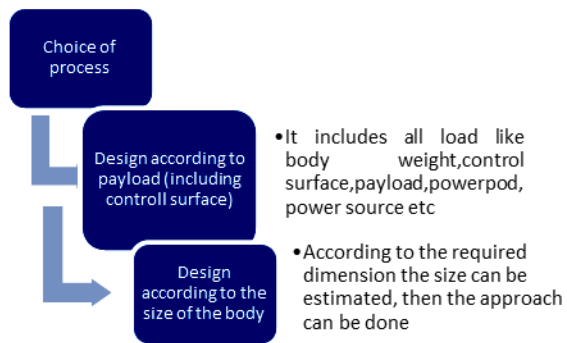 Choice of
process
Design according to
payload (including
controll surface)
•It includes all load like
body weight,control
surface,payload,powerpod,
power source etc
Design
according to the
size of the body
•According to the required
dimension the size can be
estimated, then the approach
can be done